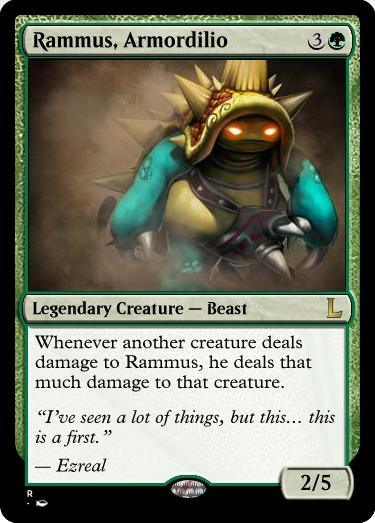 Rammus, Armordilio 3
Legendary Creature — Beast L
Whenever another creature deals
damage to Rammus, he deals that
much damage to that creature.
“I've seen a lot of things, but this… this
is a first.”
— Ezreal
2/5
R